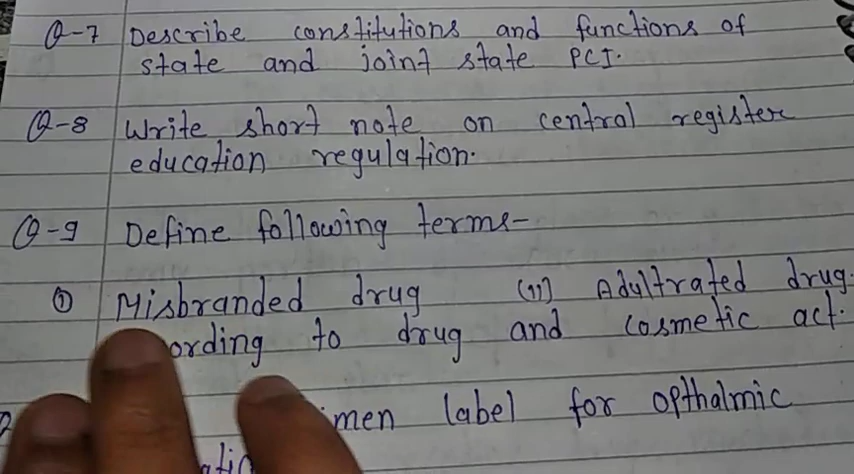 Q-7 Describe constitutions and functions of
state and joint state PCI.
Q-8 Write short note on central register
education regulation.
Q-9 Define following terms-
① Misbranded drug (11) Adultrated drug.
ording to drug and cosmetic act.
imen label for opthalmic